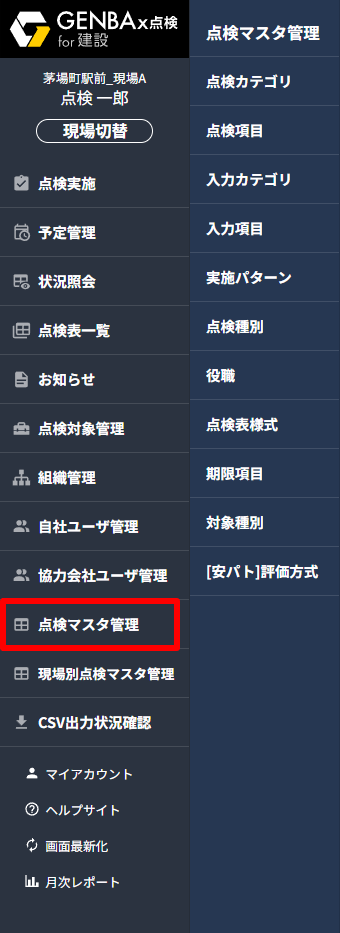 GENBAx点検
for 建設
茅場町駅前_現場A
点検 一郎
現場切替
点検実施
予定管理
状況照会
点検表一覧
お知らせ
点検対象管理
組織管理
自社ユーザ管理
協力会社ユーザ管理
点検マスタ管理
現場別点検マスタ管理
CSV出力状況確認
マイアカウント
ヘルプサイト
画面最新化
月次レポート
点検マスタ管理
点検カテゴリ
点検項目
入力カテゴリ
入力項目
実施パターン
点検種別
役職
点検表様式
期限項目
対象種別
[安パト]評価方式